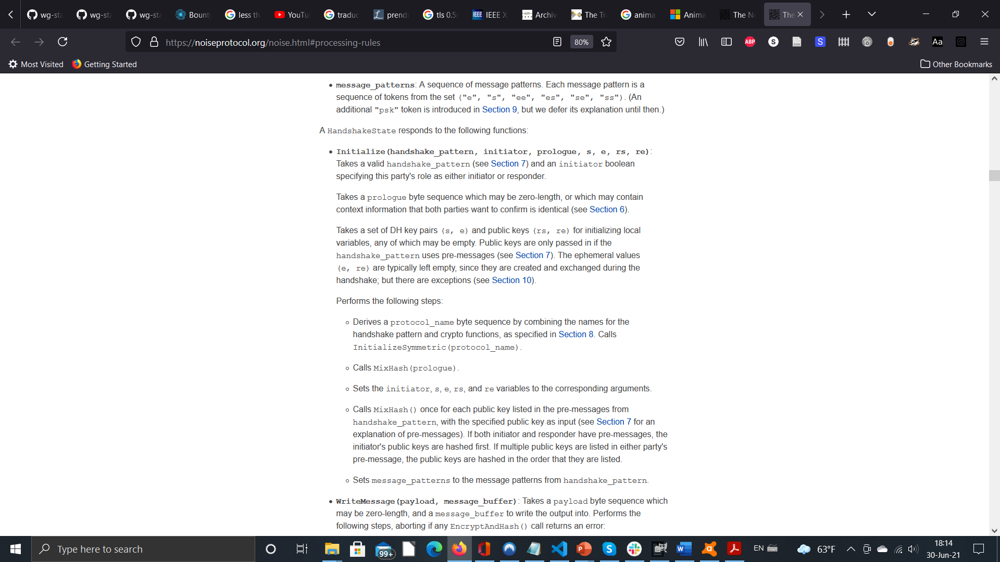 wg-sta
wg-sta
wg-sta
Bount
less th
YouTu
traduc
prend
tls 0.5r
IEEE X
Archiv
The Tr
anima
Anima
The N
The
https://noiseprotocol.org/noise.html#processing-rules
80%
ABP
S
S
Aa
Most Visited
Getting Started
Other Bookmarks
message_patterns: A sequence of message patterns. Each message pattern is a
sequence of tokens from the set ("e", "s", "ee", "es", "se", "ss"). (An
additional "psk" token is introduced in Section 9, but we defer its explanation until then.)
A HandshakeState responds to the following functions:
Initialize(handshake_pattern, initiator, prologue, s, e, rs, re):
Takes a valid handshake_pattern (see Section 7) and an initiator boolean
specifying this party's role as either initiator or responder.
Takes a prologue byte sequence which may be zero-length, or which may contain
context information that both parties want to confirm is identical (see Section 6).
Takes a set of DH key pairs (s, e) and public keys (rs, re) for initializing local
variables, any of which may be empty. Public keys are only passed in if the
handshake_pattern uses pre-messages (see Section 7). The ephemeral values
(e, re) are typically left empty, since they are created and exchanged during the
handshake; but there are exceptions (see Section 10).
Performs the following steps:
Derives a protocol_name byte sequence by combining the names for the
handshake pattern and crypto functions, as specified in Section 8. Calls
InitializeSymmetric(protocol_name).
Calls MixHash(prologue).
Sets the initiator, s, e, rs, and re variables to the corresponding arguments.
Calls MixHash() once for each public key listed in the pre-messages from
handshake_pattern, with the specified public key as input (see Section 7 for an
explanation of pre-messages). If both initiator and responder have pre-messages, the
initiator's public keys are hashed first. If multiple public keys are listed in either party's
pre-message, the public keys are hashed in the order that they are listed.
Sets message_patterns to the message patterns from handshake_pattern.
WriteMessage(payload, message_buffer): Takes a payload byte sequence which
may be zero-length, and a message_buffer to write the output into. Performs the
following steps, aborting if any EncryptAndHash() call returns an error:
Type here to search
99+
EN
63°F
18:14
30-Jun-21